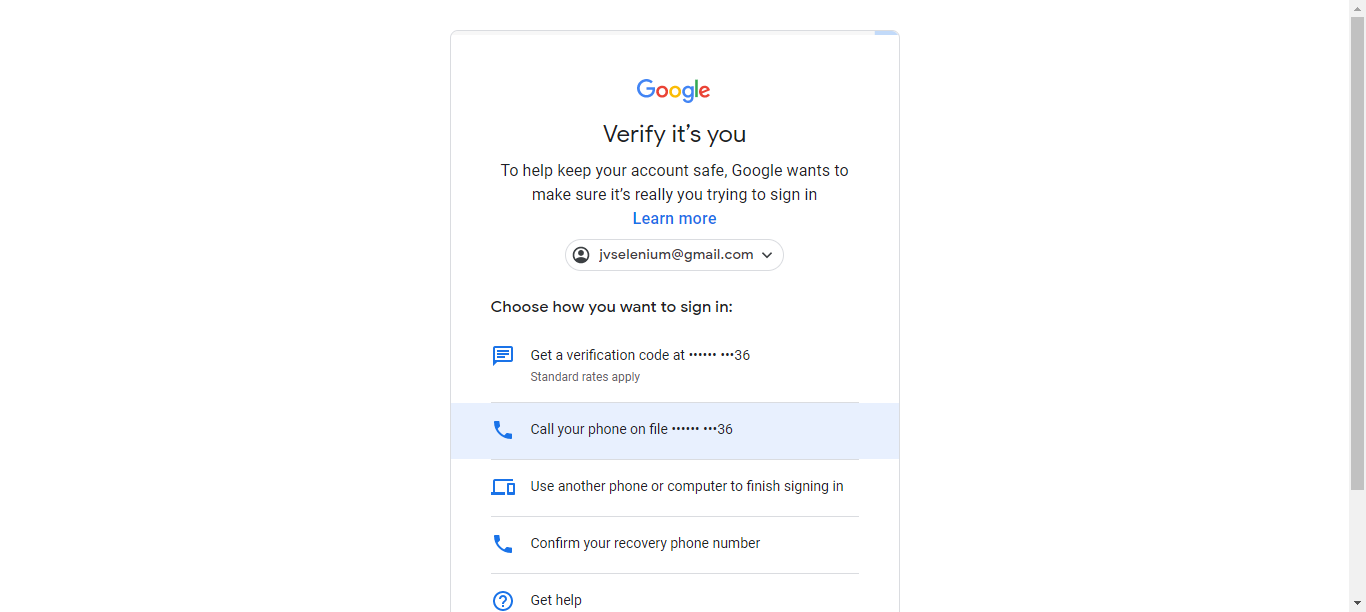 Google
Verify it’s you
To help keep your account safe, Google wants to
make sure it’s really you trying to sign in
Learn more
jvselenium@gmail.com
Choose how you want to sign in:
Get a verification code at •••••• •••36
Standard rates apply
Call your phone on file •••••• •••36
Use another phone or computer to finish signing in
Confirm your recovery phone number
Get help